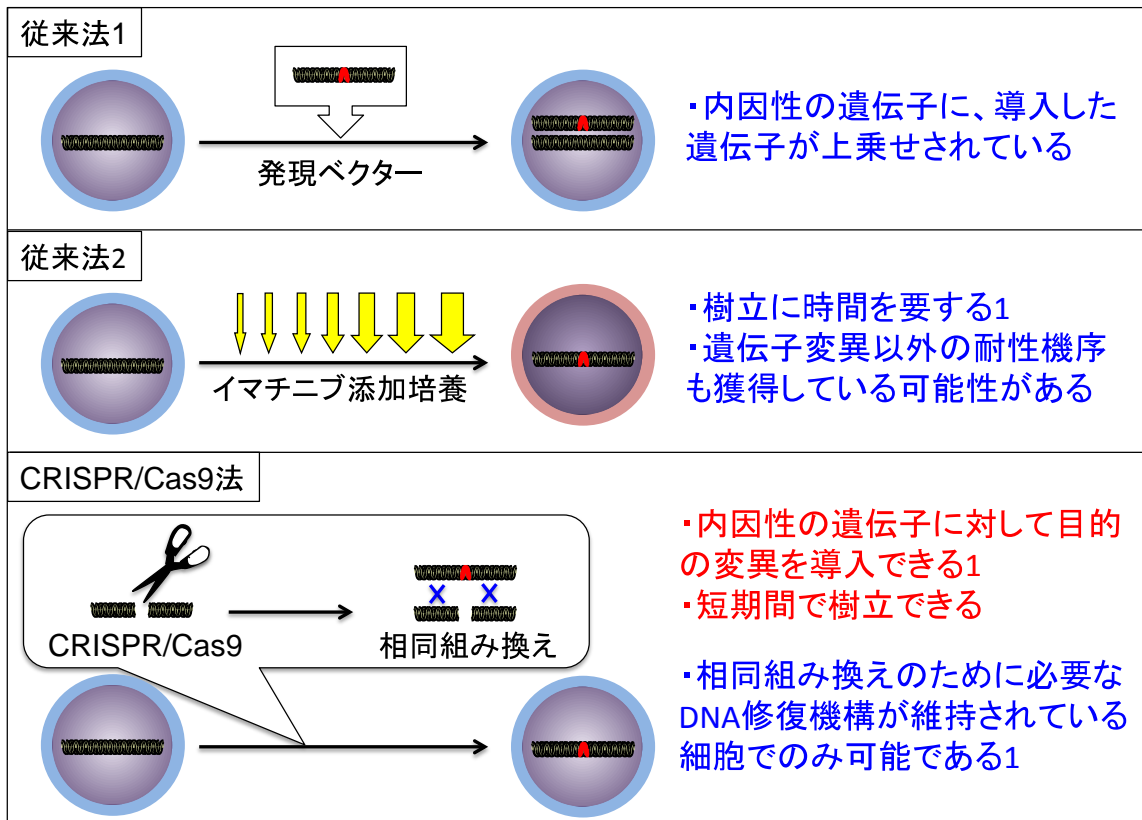 従来法1
発現ベクター
・内因性の遺伝子に、導入した
遺伝子が上乗せされている
従来法2
イマチニブ添加培養
・樹立に時間を要する1
・遺伝子変異以外の耐性機序
も獲得している可能性がある
CRISPR/Cas9法
CRISPR/Cas9
相同組み換え
・内因性の遺伝子に対して目的
の変異を導入できる1
・短期間で樹立できる
・相同組み換えのために必要な
DNA修復機構が維持されている
細胞でのみ可能である1